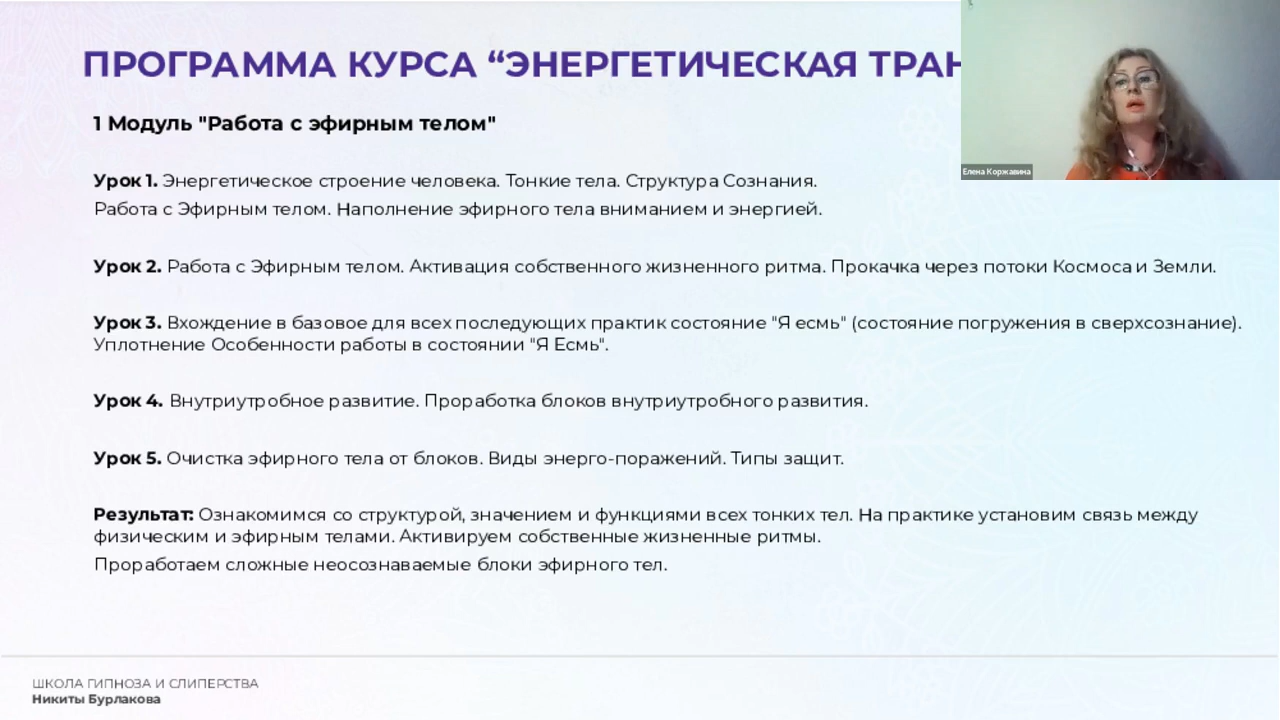 ПРОГРАММА КУРСА “ЭНЕРГЕТИЧЕСКАЯ ТРАН
1 Модуль "Работа с эфирным телом"
Урок 1. Энергетическое строение человека. Тонкие тела. Структура Сознания.
Работа с Эфирным телом. Наполнение эфирного тела вниманием и энергией.
Урок 2. Работа с Эфирным телом. Активация собственного жизненного ритма. Прокачка через потоки Космоса и Земли.
Урок 3. Вхождение в базовое для всех последующих практик состояние "Я есмь" (состояние погружения в сверхсознание).
Уплотнение Особенности работы в состоянии "Я Есмь".
Урок 4. Внутриутробное развитие. Проработка блоков внутриутробного развития.
Урок 5. Очистка эфирного тела от блоков. Виды энерго-поражений. Типы защит.
Результат: Ознакомимся со структурой, значением и функциями всех тонких тел. На практике установим связь между
физическим и эфирным телами. Активируем собственные жизненные ритмы.
Проработаем сложные неосознаваемые блоки эфирного тел.
ШКОЛА ГИПНОЗА И СЛИПЕРСТВА
Никиты Бурлакова
Елена Коржавина